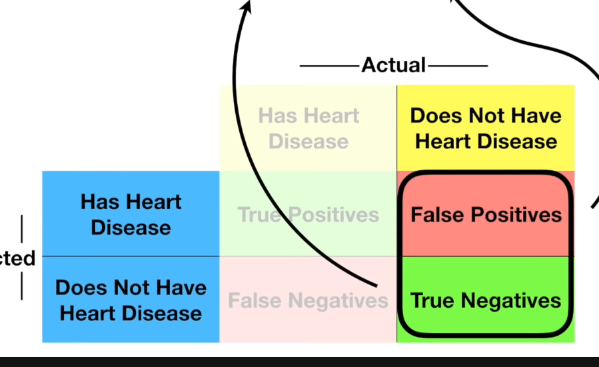 Actual
Has Heart
Disease
Does Not Have
Heart Disease
Has Heart
Disease
True Positives
False Positives
cted
Does Not Have
Heart Disease
False Negatives
True Negatives